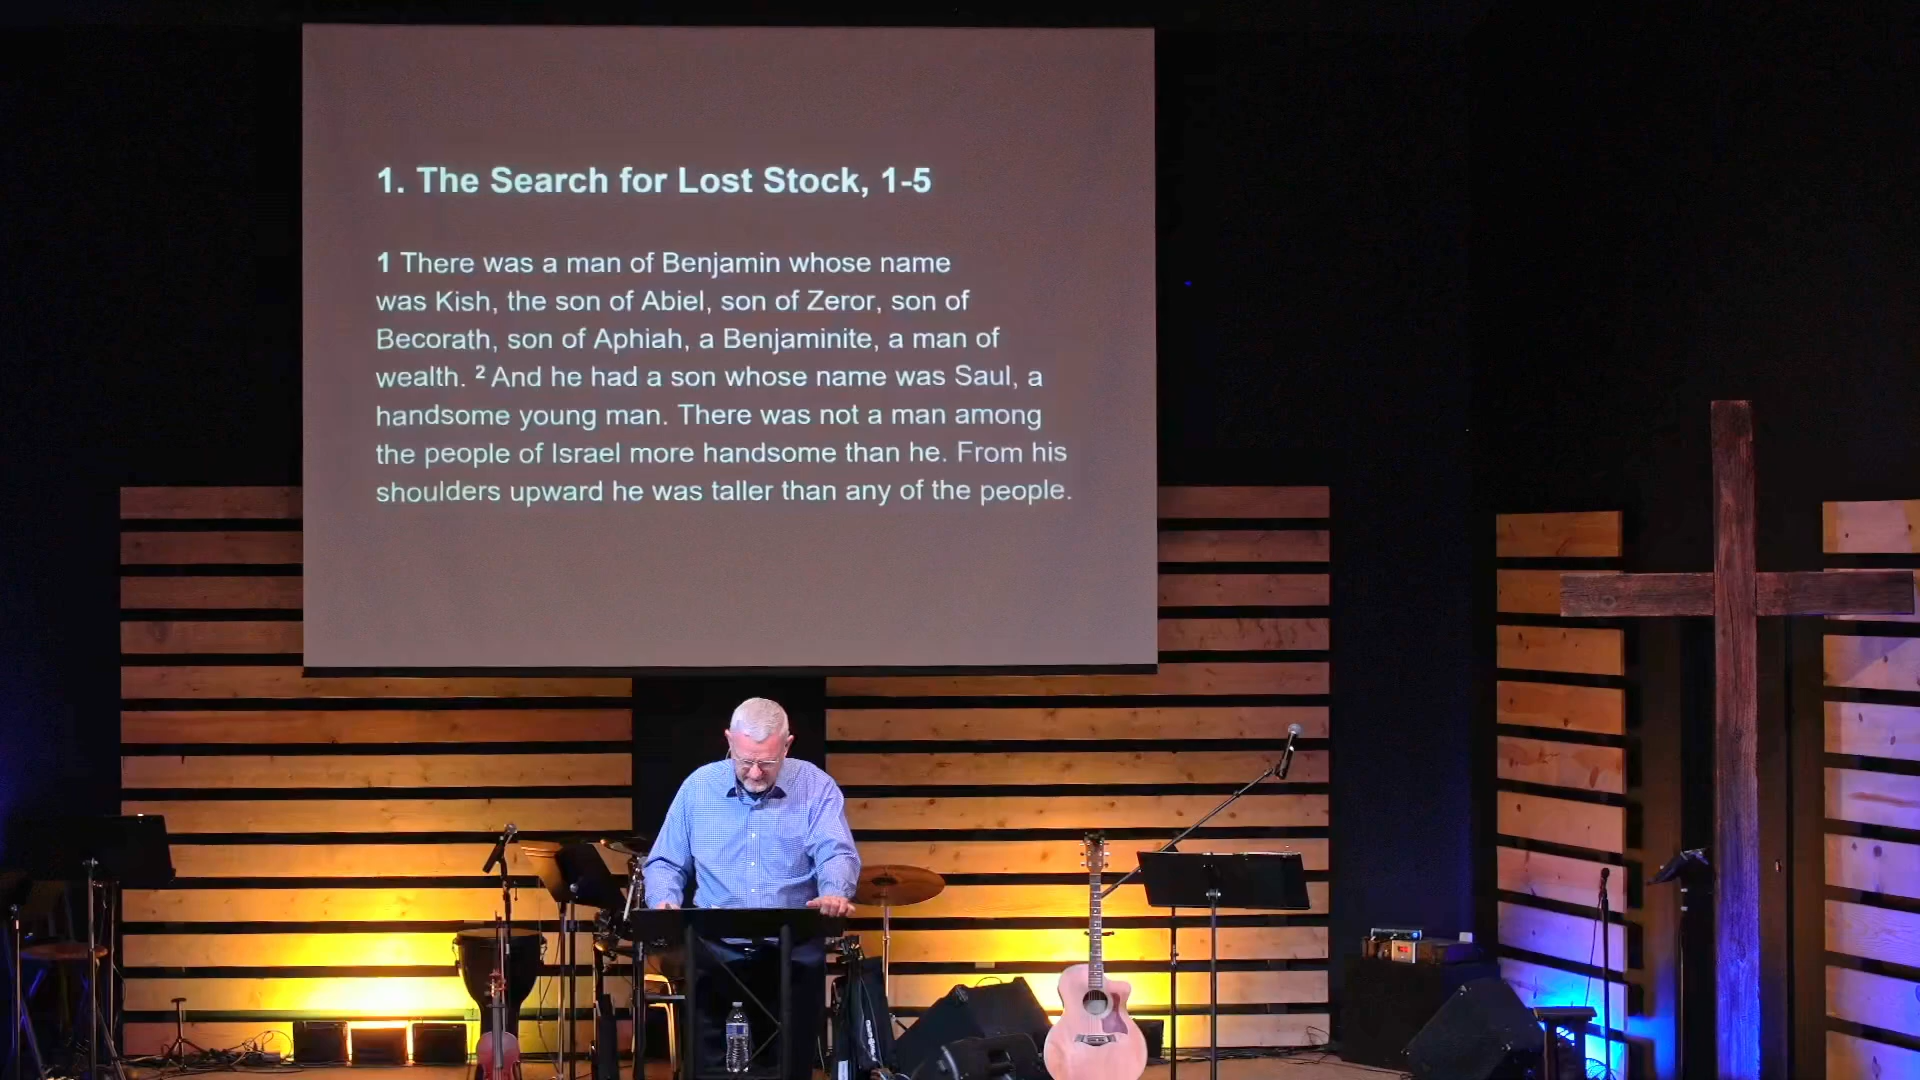 1. The Search for Lost Stock, 1-5
1 There was a man of Benjamin whose name
was Kish, the son of Abiel, son of Zeror, son of
Becorath, son of Aphiah, a Benjaminite, a man of
wealth. ² And he had a son whose name was Saul, a
handsome young man. There was not a man among
the people of Israel more handsome than he. From his
shoulders upward he was taller than any of the people.